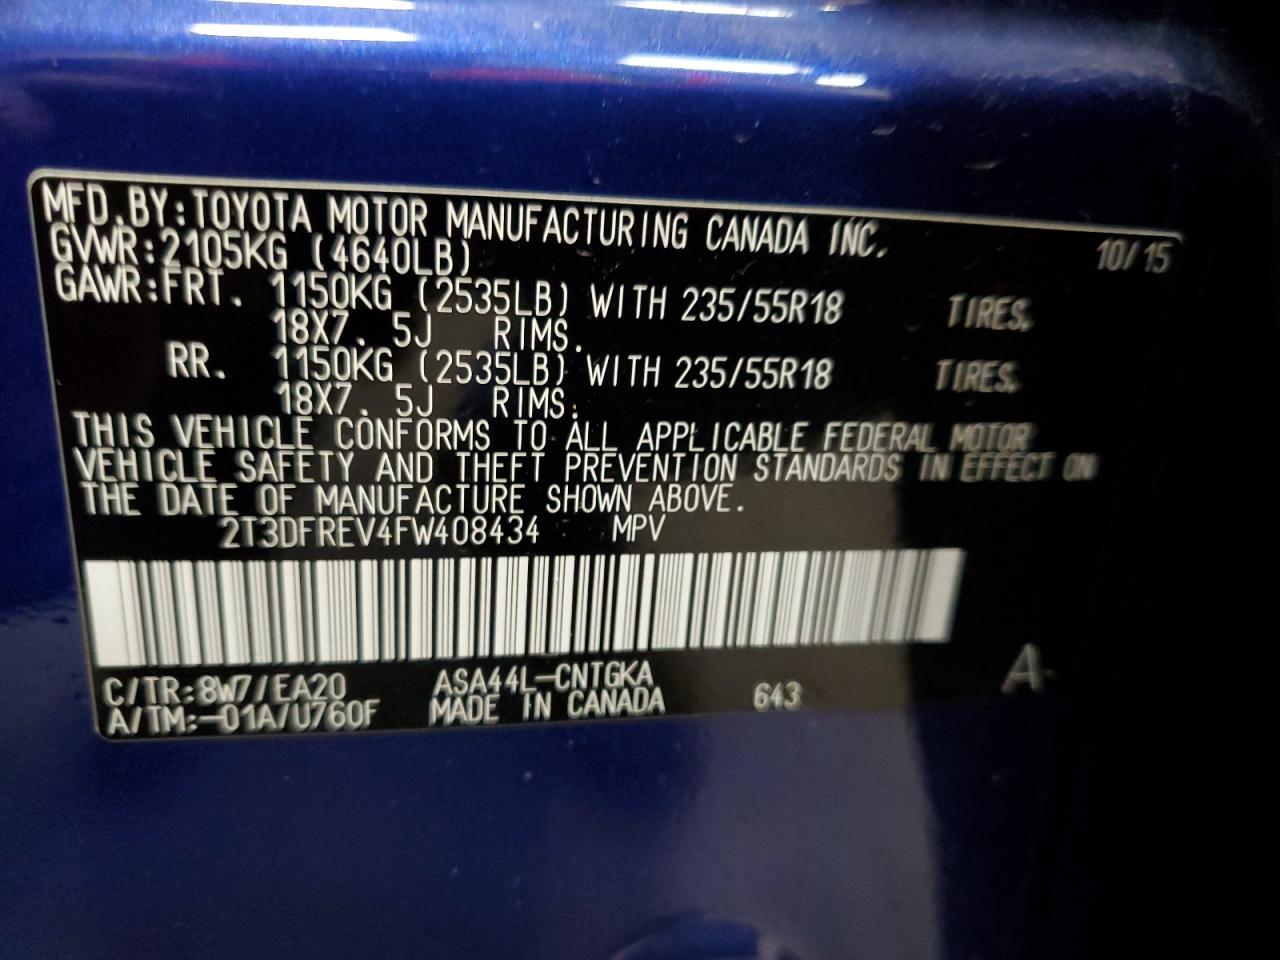 MFD.BY:TOYOTA MOTOR MANUFACTURING CANADA INC. 10/15
GVWR:2105KG (4640LB)
GAWR:FRT. 1150KG (2535LB) WITH 235/55R18 TIRES.
18X7. 5J RIMS.
RR. 1150KG (2535LB) WITH 235/55R18 TIRES.
18X7. 5J RIMS.
THIS VEHICLE CONFORMS TO ALL APPLICABLE FEDERAL MOTOR
VEHICLE SAFETY AND THEFT PREVENTION STANDARDS IN EFFECT ON
THE DATE OF MANUFACTURE SHOWN ABOVE.
2T3DFREV4FW408434 MPV
C/TR:8W7/EA20 ASA44L-CNTGKA
A/TM:-01A/U760F MADE IN CANADA 643 A-